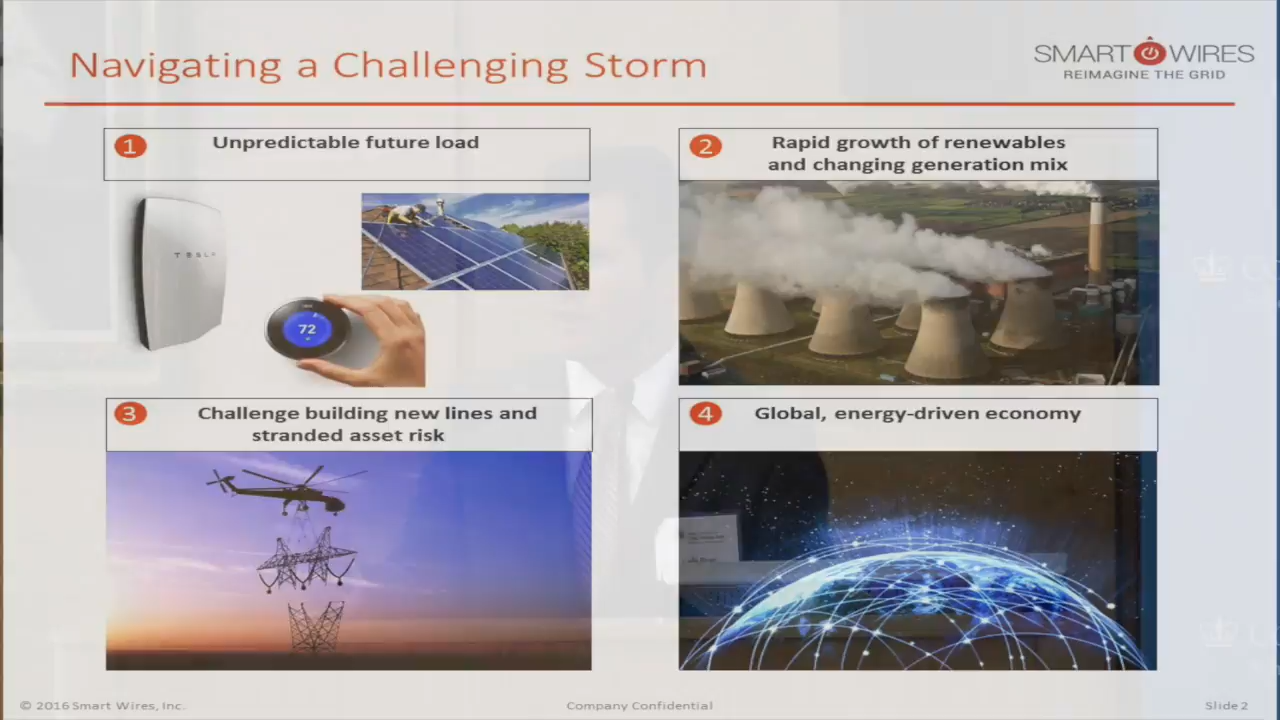 Navigating a Challenging Storm
SMART WIRES
REIMAGINE THE GRID
1
Unpredictable future load
2
Rapid growth of renewables
and changing generation mix
TESLA
72
3
Challenge building new lines and
stranded asset risk
4
Global, energy-driven economy
© 2016 Smart Wires, Inc.
Company Confidential
Slide 2